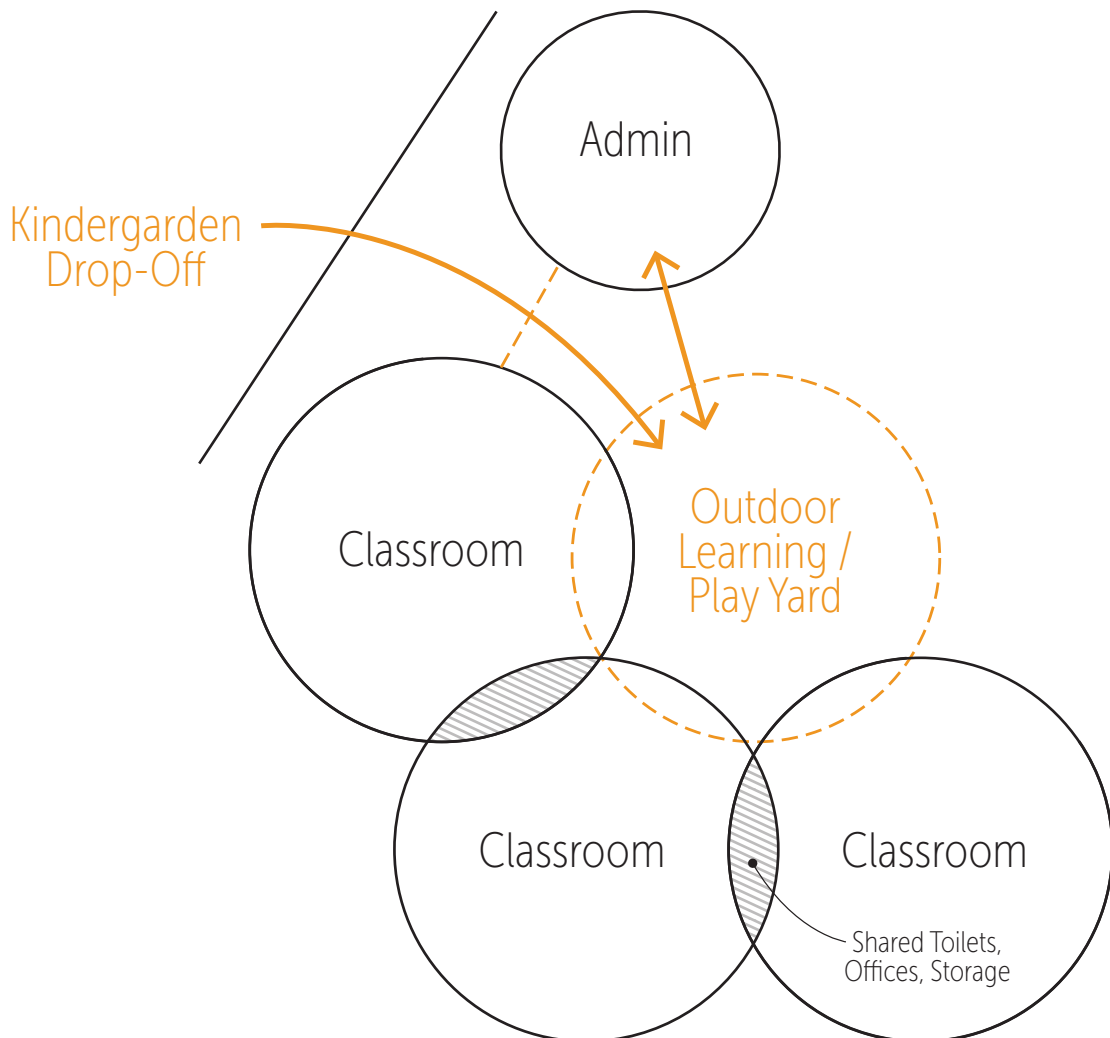 Admin
Kindergarden
Drop-Off
Classroom
Outdoor
Learning /
Play Yard
Classroom
Classroom
Shared Toilets,
Offices, Storage